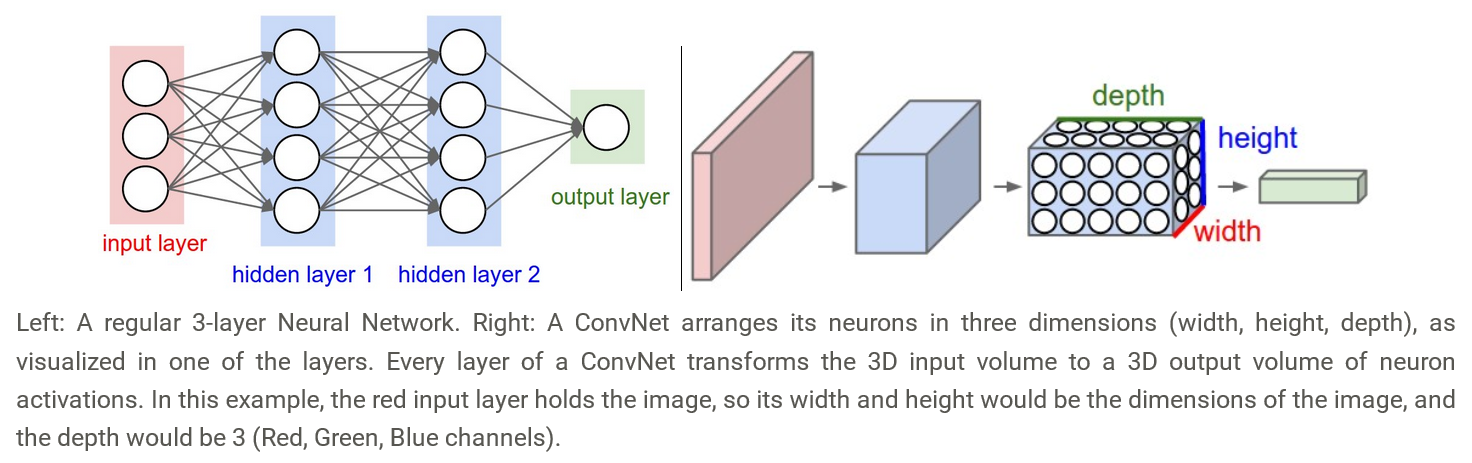 input layer
hidden layer 1
hidden layer 2
output layer
depth
height
width
Left: A regular 3-layer Neural Network. Right: A ConvNet arranges its neurons in three dimensions (width, height, depth), as
visualized in one of the layers. Every layer of a ConvNet transforms the 3D input volume to a 3D output volume of neuron
activations. In this example, the red input layer holds the image, so its width and height would be the dimensions of the image, and
the depth would be 3 (Red, Green, Blue channels).